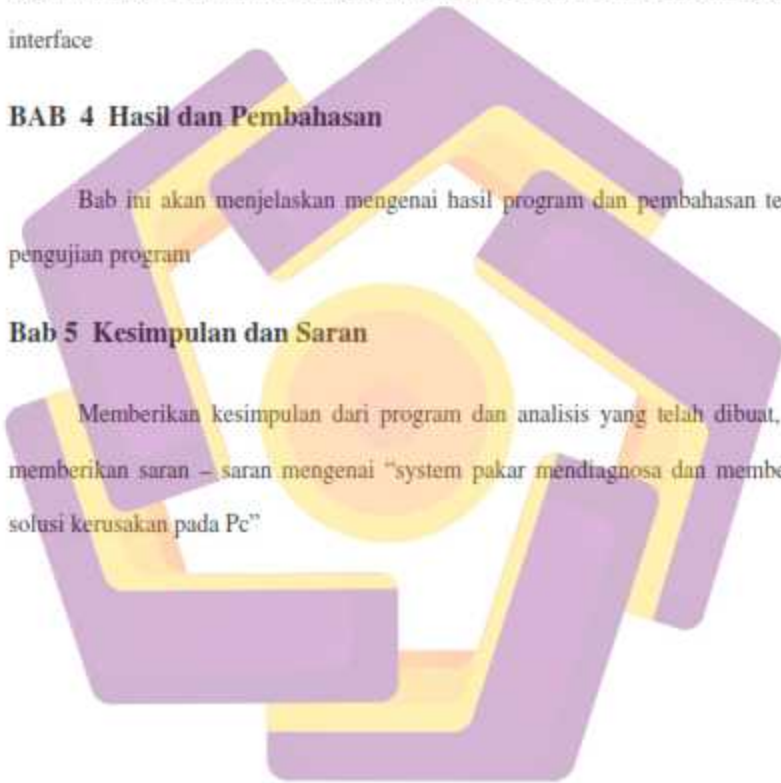 interface
BAB 4 Hasil dan Pembahasan
Bab ini akan menjelaskan mengenai hasil program dan pembahasan
pengujian program
Bab 5 Kesimpulan dan Saran
Memberikan kesimpulan dari program dan analisis yang telah dibuat,
memberikan saran – saran mengenai “system pakar mendiagnosa dan
solusi kerusakan pada Pc”